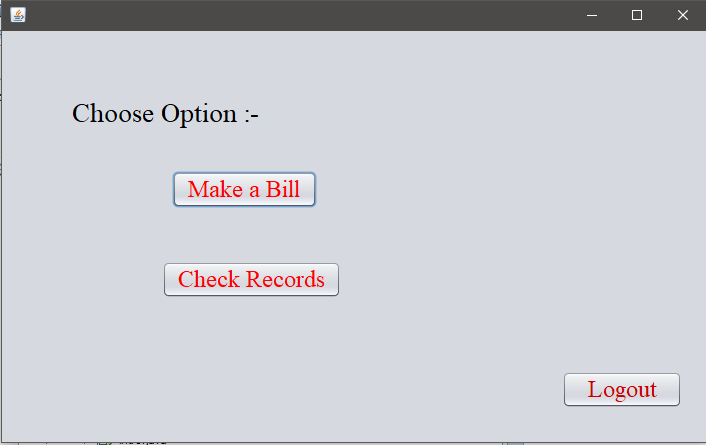 Choose Option :-
Make a Bill
Check Records
Logout